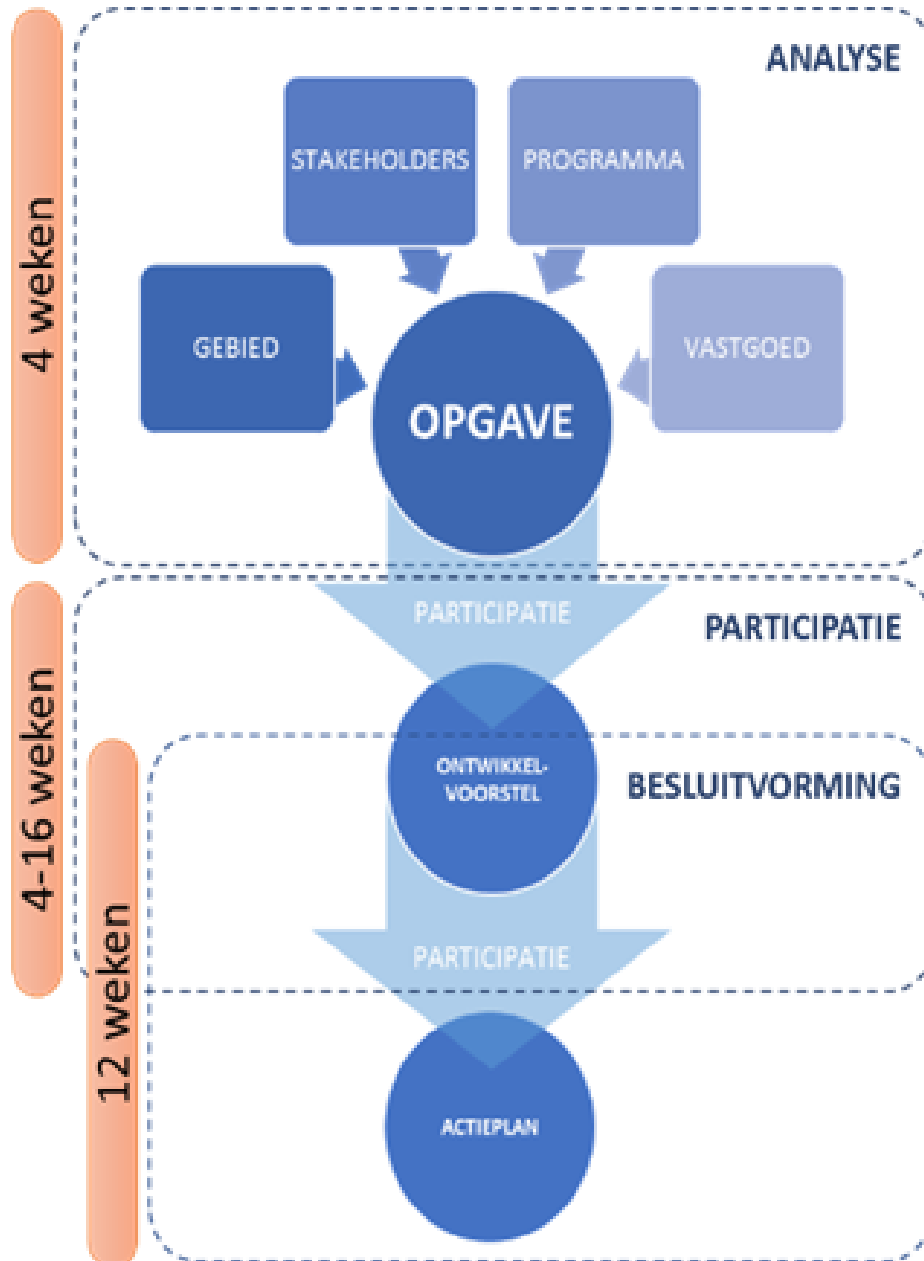 4 weken
ANALYSE
STAKEHOLDERS
PROGRAMMA
GEBIED
VASTGOED
OPGAVE
4-16 weken
PARTICIPATIE
PARTICIPATIE
12 weken
ONTWIKKEL-
VOORSTEL
BESLUITVORMING
PARTICIPATIE
ACTIEPLAN